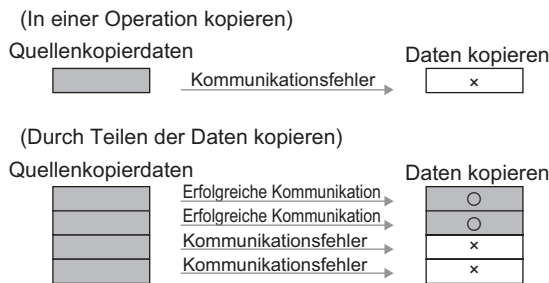 (In einer Operation kopieren)
Quellenkopierdaten
Daten kopieren
Kommunikationsfehler
×
(Durch Teilen der Daten kopieren)
Quellenkopierdaten
Daten kopieren
Erfolgreiche Kommunikation
○
Erfolgreiche Kommunikation
○
Kommunikationsfehler
×
Kommunikationsfehler
×